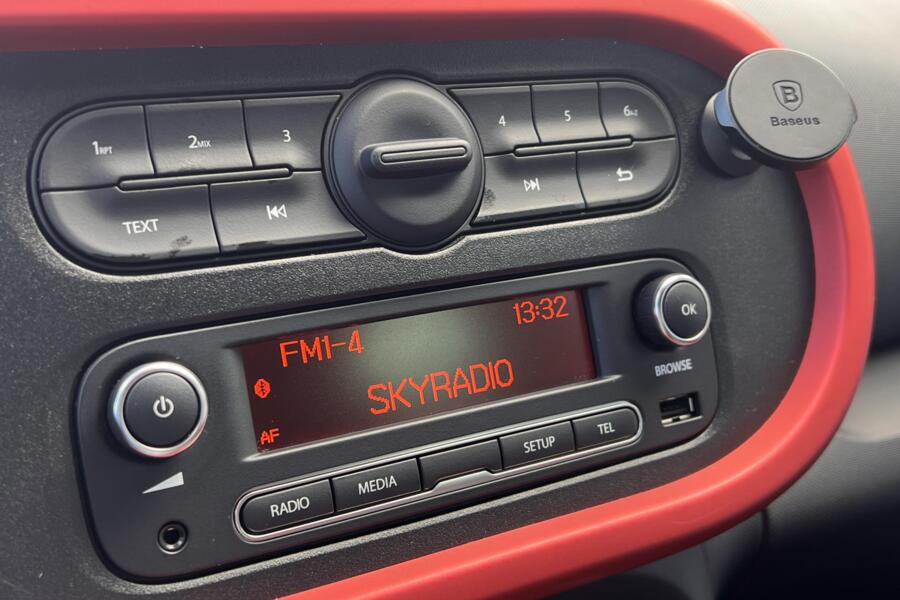 1RPT
2MIX
3
4
5
6A-Z
TEXT
B
Baseus
FM1-4
13:32
SKYRADIO
AF
OK
BROWSE
RADIO
MEDIA
SETUP
TEL